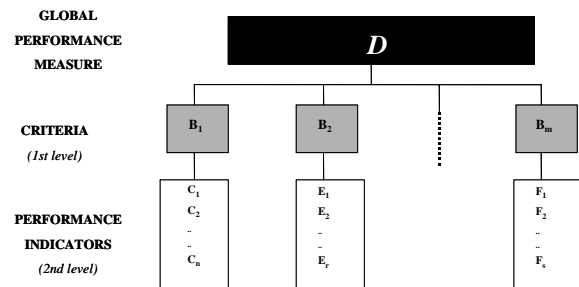 GLOBAL
PERFORMANCE
MEASURE
D
CRITERIA
(1st level)
B1
B2
Bm
PERFORMANCE
INDICATORS
(2nd level)
C1
C2
..
..
Cn
E1
E2
..
..
Er
F1
F2
..
..
Fs